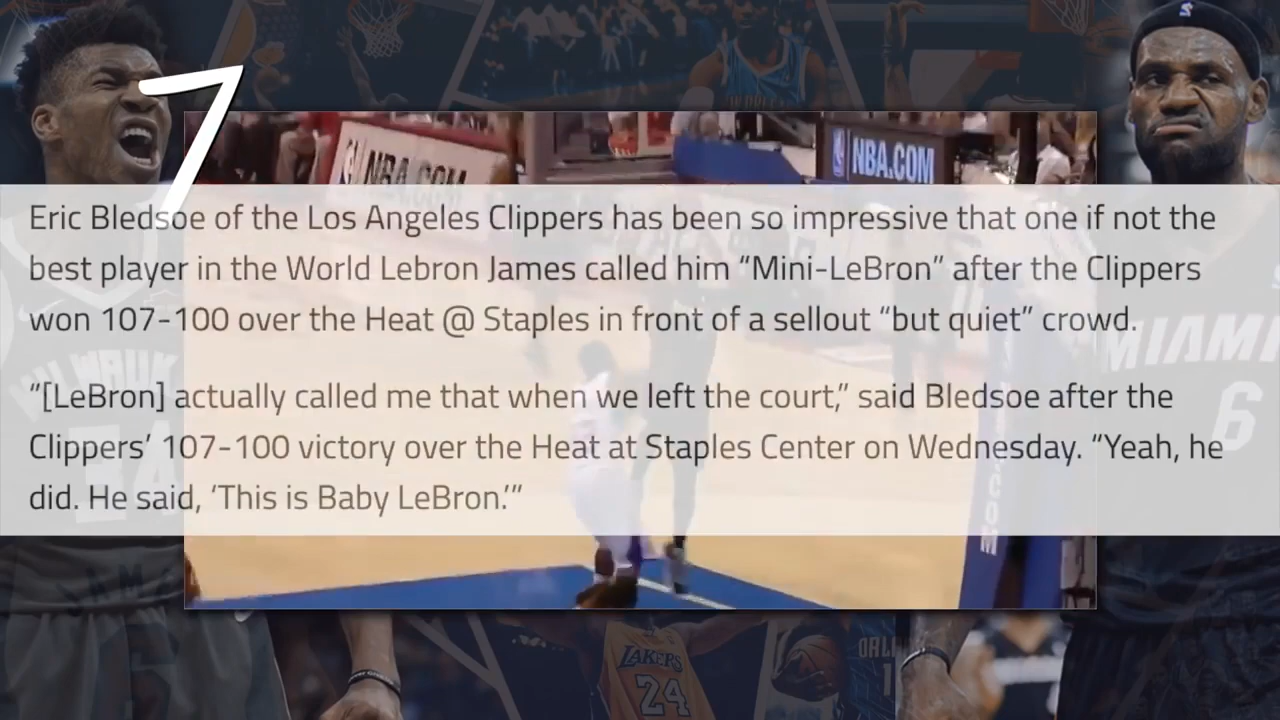 7
NBA.COM
NBA.COM
Eric Bledsoe of the Los Angeles Clippers has been so impressive that one if not the
best player in the World Lebron James called him “Mini-LeBron” after the Clippers
won 107-100 over the Heat @ Staples in front of a sellout “but quiet” crowd.
“[LeBron] actually called me that when we left the court,” said Bledsoe after the
Clippers’ 107-100 victory over the Heat at Staples Center on Wednesday. “Yeah, he
did. He said, ‘This is Baby LeBron.’”
MIAMI
6
34
LAKERS
24